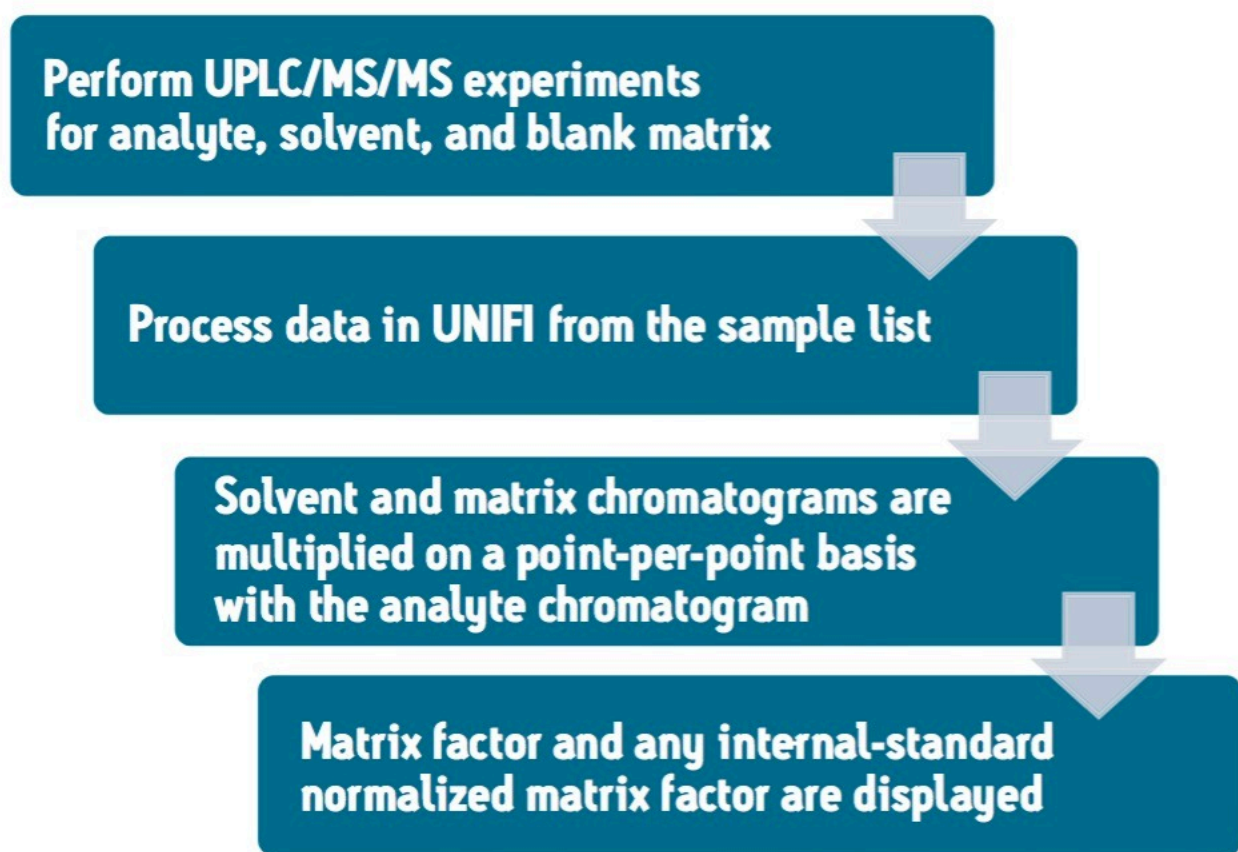 Perform UPLC/MS/MS experiments
for analyte, solvent, and blank matrix
Process data in UNIFI from the sample list
Solvent and matrix chromatograms are
multiplied on a point-per-point basis
with the analyte chromatogram
Matrix factor and any internal-standard
normalized matrix factor are displayed